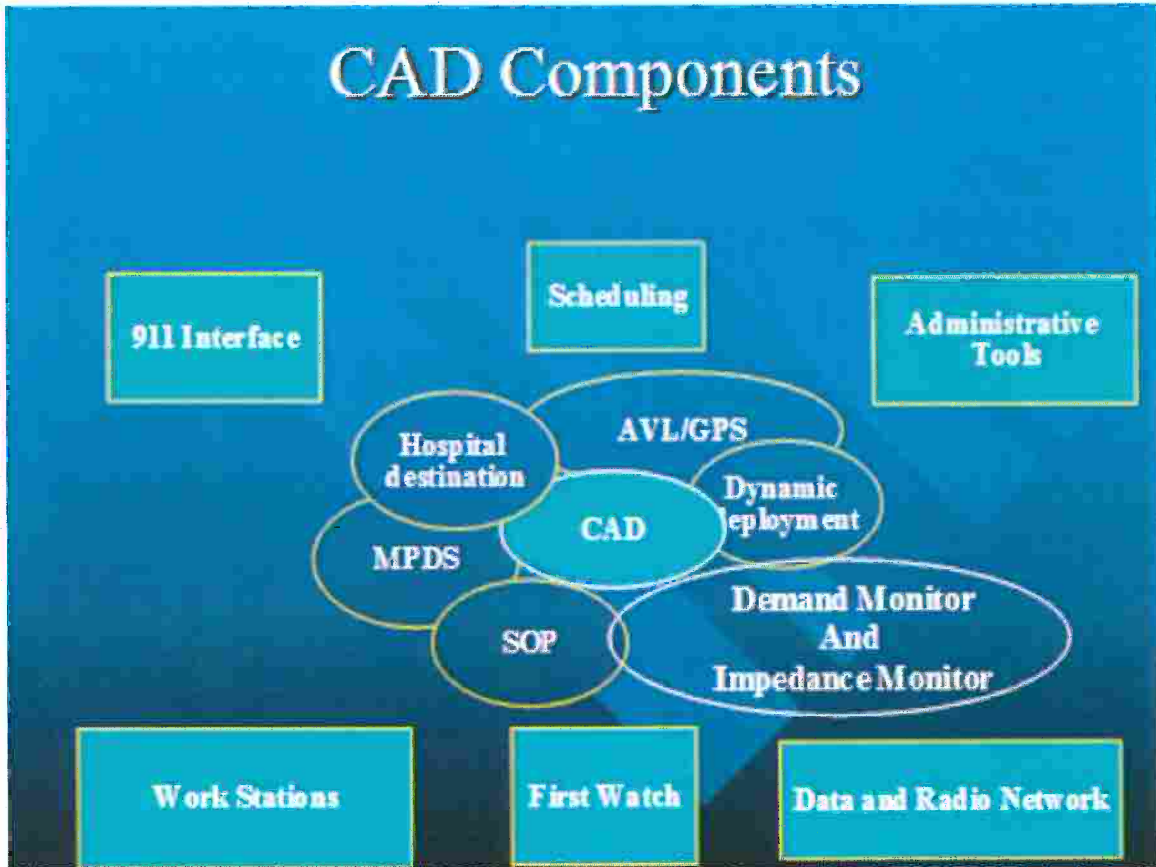 CAD Components
911 Interface
Scheduling
Administrative
Tools
Hospital
destination
AVL/GPS
Dynamic
deployment
CAD
MPDS
SOP
Demand Monitor
And
Impedance Monitor
Work Stations
First Watch
Data and Radio Network